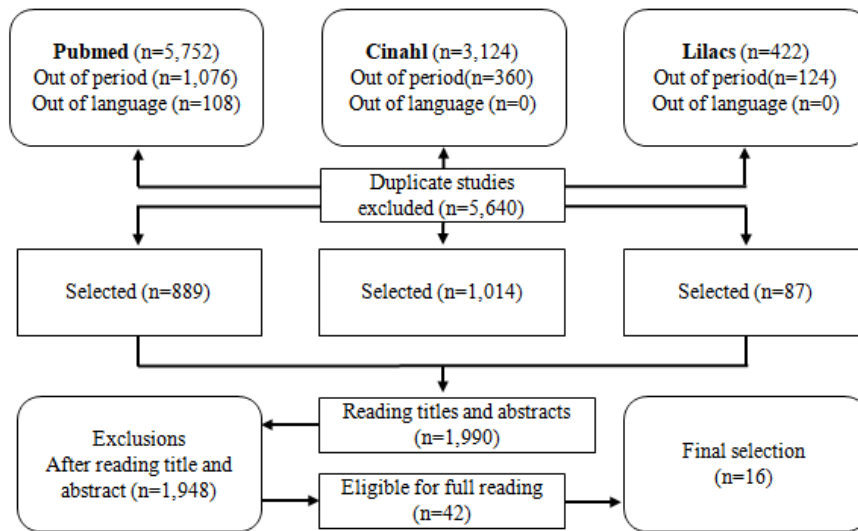 Pubmed (n=5,752)
Out of period (n=1,076)
Out of language (n=108)
Cinahl (n=3,124)
Out of period(n=360)
Out of language (n=0)
Lilacs (n=422)
Out of period(n=124)
Out of language (n=0)
Duplicate studies
excluded (n=5,640)
Selected (n=889)
Selected (n=1,014)
Selected (n=87)
Reading titles and abstracts
(n=1,990)
Exclusions
After reading title and
abstract (n=1,948)
Eligible for full reading
(n=42)
Final selection
(n=16)